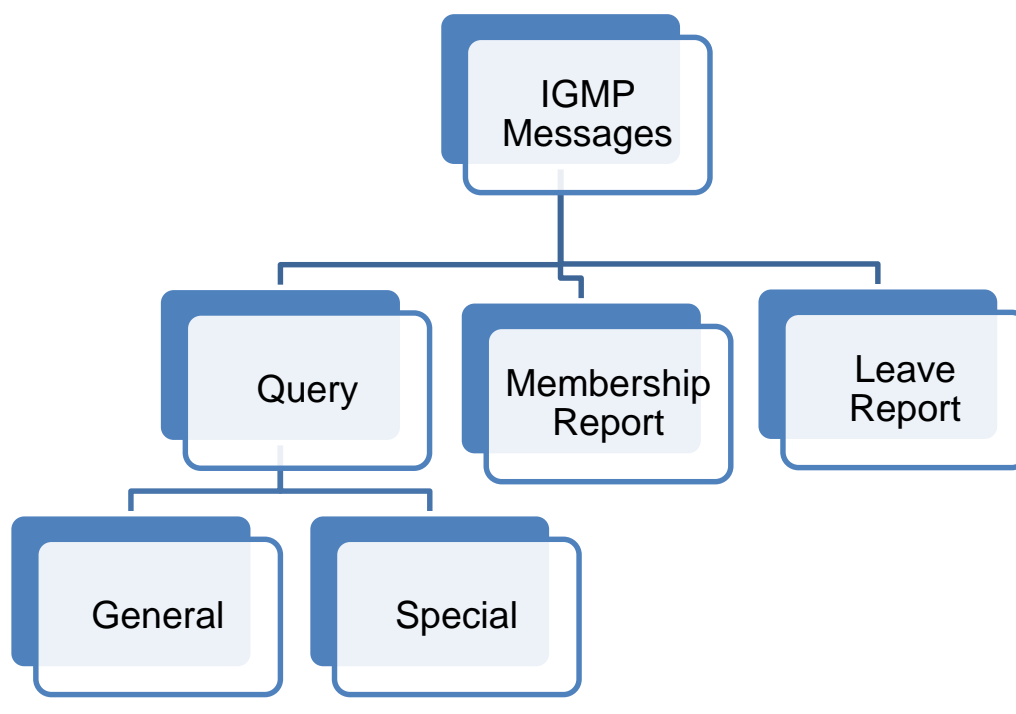 IGMP
Messages
Query
Membership
Report
Leave
Report
General
Special